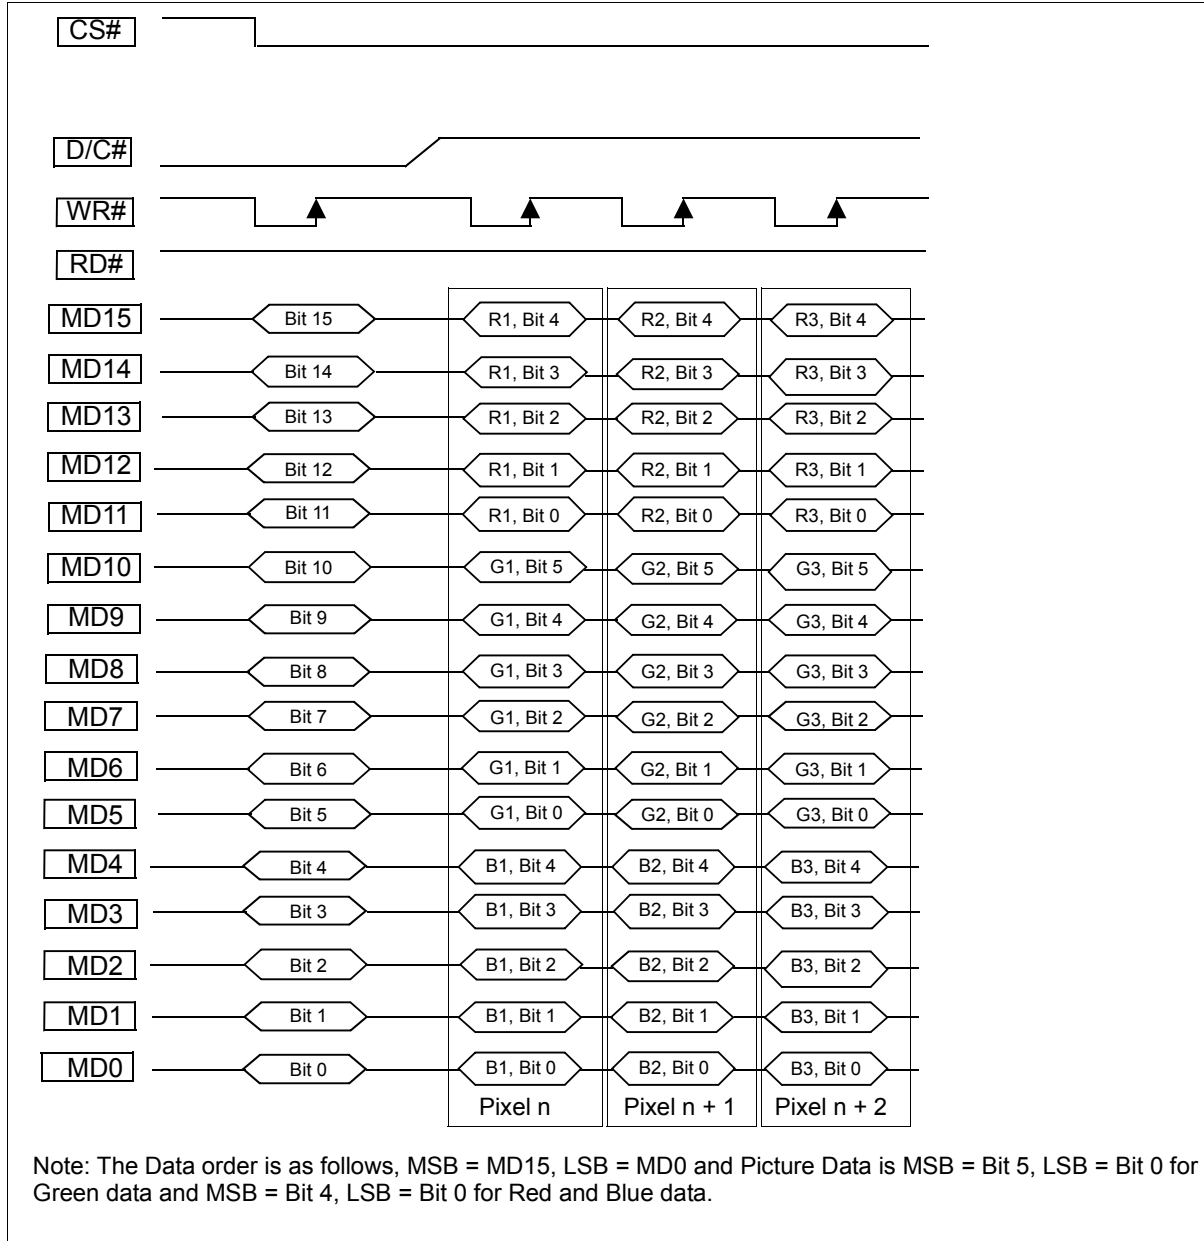 CS#
D/C#
WR#
RD#
MD15 Bit 15 R1, Bit 4 R2, Bit 4 R3, Bit 4
MD14 Bit 14 R1, Bit 3 R2, Bit 3 R3, Bit 3
MD13 Bit 13 R1, Bit 2 R2, Bit 2 R3, Bit 2
MD12 Bit 12 R1, Bit 1 R2, Bit 1 R3, Bit 1
MD11 Bit 11 R1, Bit 0 R2, Bit 0 R3, Bit 0
MD10 Bit 10 G1, Bit 5 G2, Bit 5 G3, Bit 5
MD9 Bit 9 G1, Bit 4 G2, Bit 4 G3, Bit 4
MD8 Bit 8 G1, Bit 3 G2, Bit 3 G3, Bit 3
MD7 Bit 7 G1, Bit 2 G2, Bit 2 G3, Bit 2
MD6 Bit 6 G1, Bit 1 G2, Bit 1 G3, Bit 1
MD5 Bit 5 G1, Bit 0 G2, Bit 0 G3, Bit 0
MD4 Bit 4 B1, Bit 4 B2, Bit 4 B3, Bit 4
MD3 Bit 3 B1, Bit 3 B2, Bit 3 B3, Bit 3
MD2 Bit 2 B1, Bit 2 B2, Bit 2 B3, Bit 2
MD1 Bit 1 B1, Bit 1 B2, Bit 1 B3, Bit 1
MD0 Bit 0 B1, Bit 0 B2, Bit 0 B3, Bit 0
Pixel n Pixel n + 1 Pixel n + 2
Note: The Data order is as follows, MSB = MD15, LSB = MD0 and Picture Data is MSB = Bit 5, LSB = Bit 0 for
Green data and MSB = Bit 4, LSB = Bit 0 for Red and Blue data.